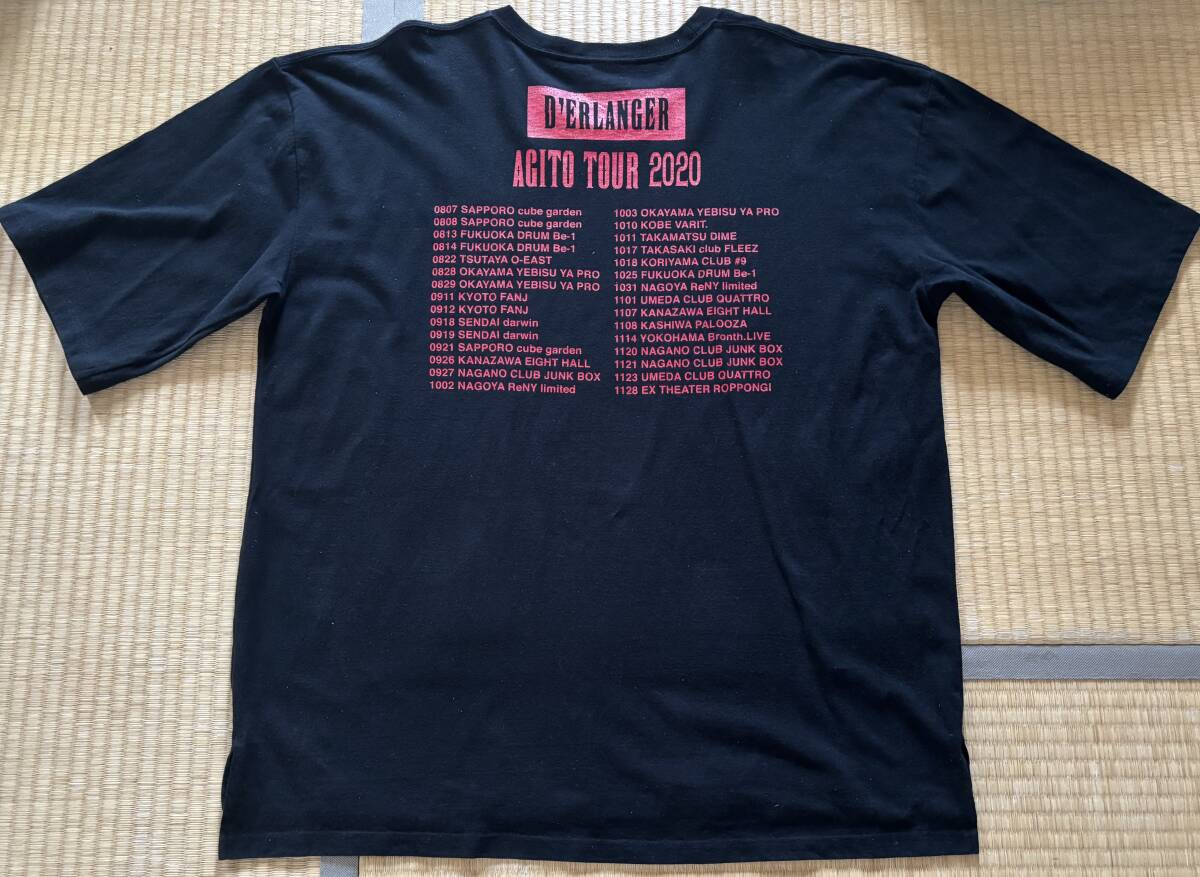 D'ERLANGER
AGITO TOUR 2020
0807 SAPPORO cube garden
0808 SAPPORO cube garden
0813 FUKUOKA DRUM Be-1
0814 FUKUOKA DRUM Be-1
0822 TSUTAYA O-EAST
0828 OKAYAMA YEBISU YA PRO
0829 OKAYAMA YEBISU YA PRO
0911 KYOTO FANJ
0912 KYOTO FANJ
0918 SENDAI darwin
0919 SENDAI darwin
0921 SAPPORO cube garden
0926 KANAZAWA EIGHT HALL
0927 NAGANO CLUB JUNK BOX
1002 NAGOYA ReNY limited
1003 OKAYAMA YEBISU YA PRO
1010 KOBE VARIT.
1011 TAKAMATSU DIME
1017 TAKASAKI club FLEEZ
1018 KORIYAMA CLUB #9
1025 FUKUOKA DRUM Be-1
1031 NAGOYA ReNY limited
1101 UMEDA CLUB QUATTRO
1107 KANAZAWA EIGHT HALL
1108 KASHIWA PALOOZA
1114 YOKOHAMA Bronth.LIVE
1120 NAGANO CLUB JUNK BOX
1121 NAGANO CLUB JUNK BOX
1123 UMEDA CLUB QUATTRO
1128 EX THEATER ROPPONGI